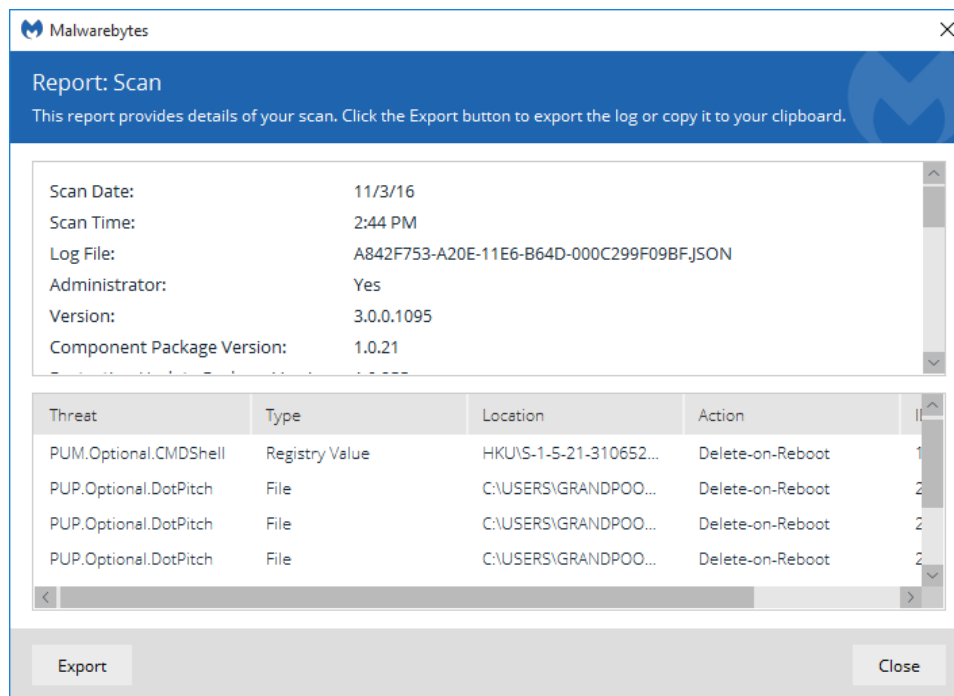 Malwarebytes
Report: Scan
This report provides details of your scan. Click the Export button to export the log or copy it to your clipboard.
Scan Date: 11/3/16
Scan Time: 2:44 PM
Log File: A842F753-A20E-11E6-B64D-000C299F09BF.JSON
Administrator: Yes
Version: 3.0.0.1095
Component Package Version: 1.0.21
Threat Type Location Action
PUM.Optional.CMDShell Registry Value HKU\S-1-5-21-310652... Delete-on-Reboot 1
PUP.Optional.DotPitch File C:\USERS\GRANDPOO... Delete-on-Reboot 2
PUP.Optional.DotPitch File C:\USERS\GRANDPOO... Delete-on-Reboot 2
PUP.Optional.DotPitch File C:\USERS\GRANDPOO... Delete-on-Reboot 2
Export Close